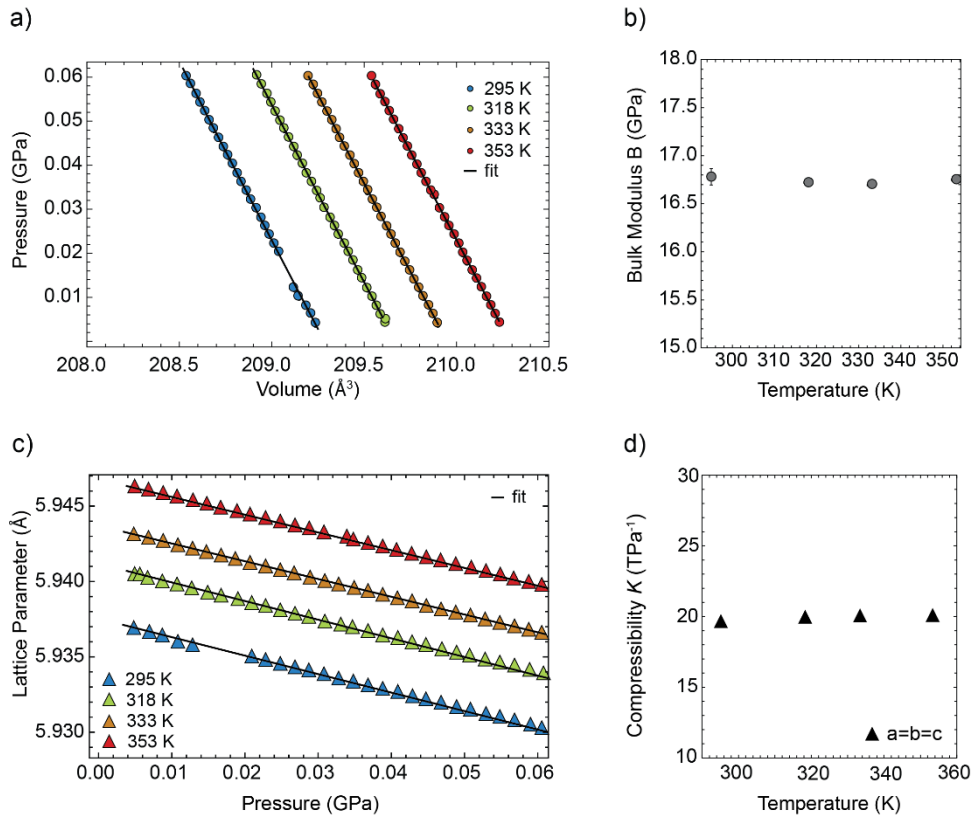 a)
0.06
0.05
0.04
0.03
0.02
0.01
Pressure (GPa)
295 K
318 K
333 K
353 K
fit
208.0
208.5
209.0
209.5
210.0
210.5
Volume (Å³)
b)
18.0
17.5
17.0
16.5
16.0
15.5
15.0
Bulk Modulus B (GPa)
300
310
320
330
340
350
Temperature (K)
c)
5.945
5.940
5.935
5.930
Lattice Parameter (Å)
fit
295 K
318 K
333 K
353 K
0.00
0.01
0.02
0.03
0.04
0.05
0.06
Pressure (GPa)
d)
30
25
20
15
10
Compressibility K (TPa⁻¹)
a=b=c
300
320
340
360
Temperature (K)